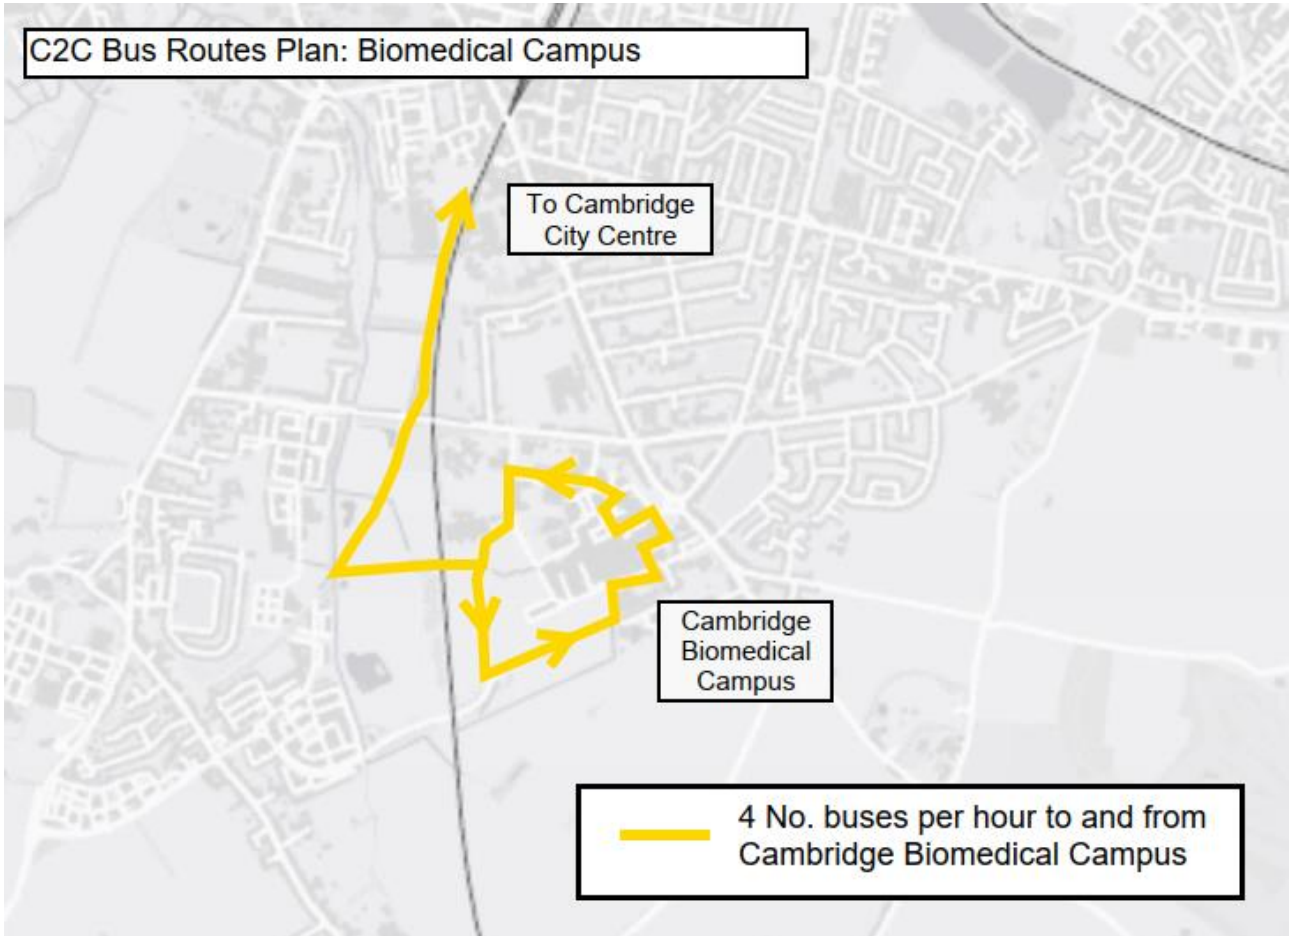 C2C Bus Routes Plan: Biomedical Campus
To Cambridge
City Centre
Cambridge
Biomedical
Campus
4 No. buses per hour to and from
Cambridge Biomedical Campus